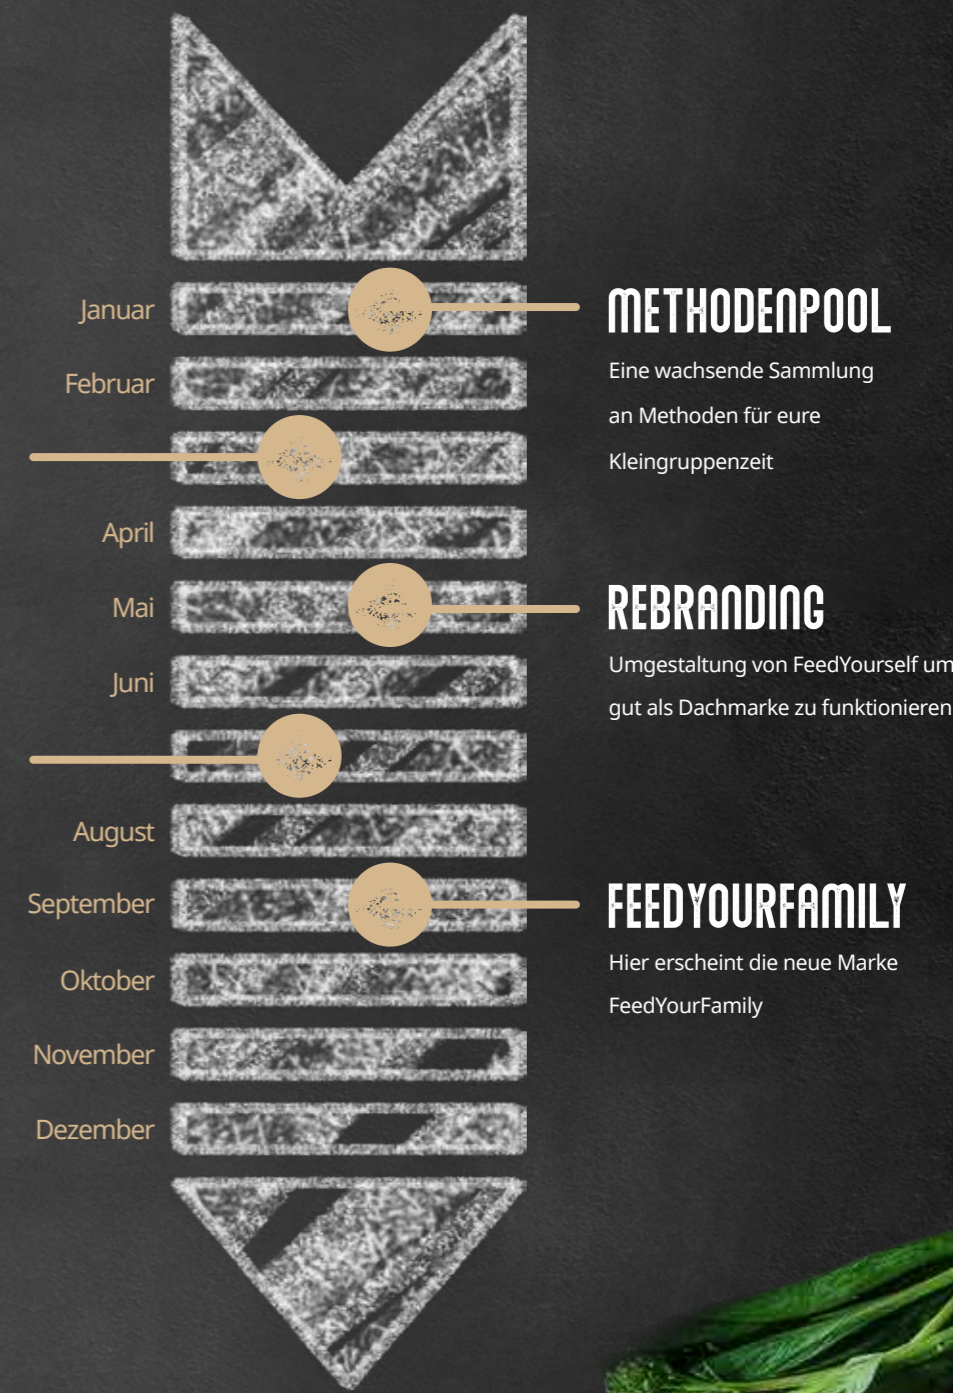 Januar
Februar
April
Mai
Juni
August
September
Oktober
November
Dezember
METHODENPOOL
Eine wachsende Sammlung
an Methoden für eure
Kleingruppenzeit
REBRANDING
Umgestaltung von FeedYourself um
gut als Dachmarke zu funktionieren
FEEDYOURFAMILY
Hier erscheint die neue Marke
FeedYourFamily